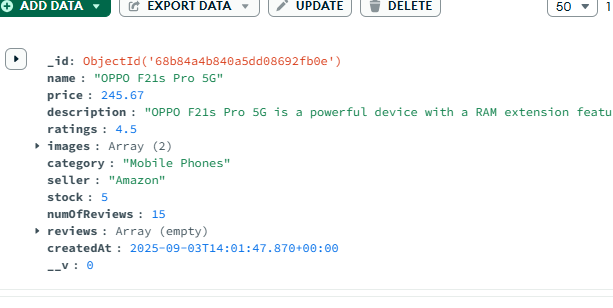 ADD DATA EXPORT DATA UPDATE DELETE 50 1
_id: ObjectId('68b84a4b840a5dd08692fb0e')
name : "OPPO F21s Pro 5G"
price : 245.67
description : "OPPO F21s Pro 5G is a powerful device with a RAM extension featu
ratings : 4.5
images : Array (2)
category : "Mobile Phones"
seller : "Amazon"
stock : 5
numOfReviews : 15
reviews : Array (empty)
createdAt : 2025-09-03T14:01:47.870+00:00
__v : 0